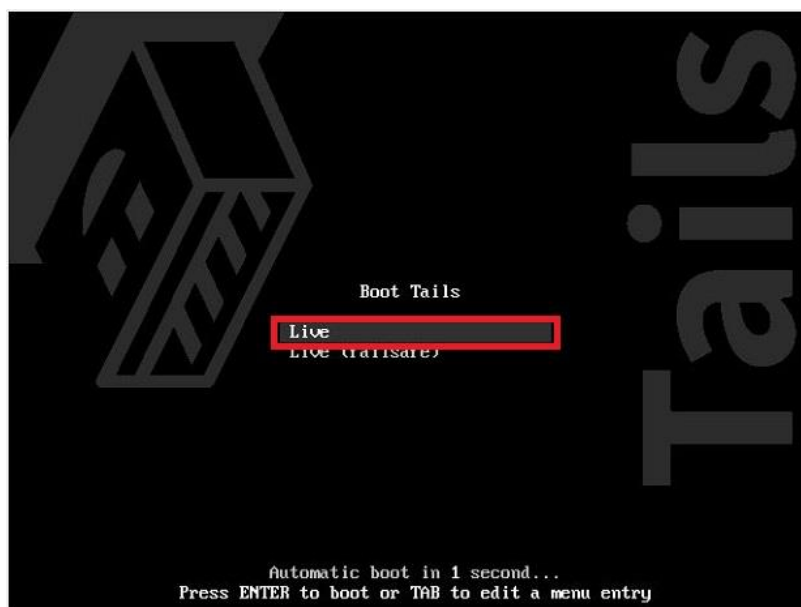 Tails
Boot Tails
Live
Live (failsafe)
Automatic boot in 1 second...
Press ENTER to boot or TAB to edit a menu entry